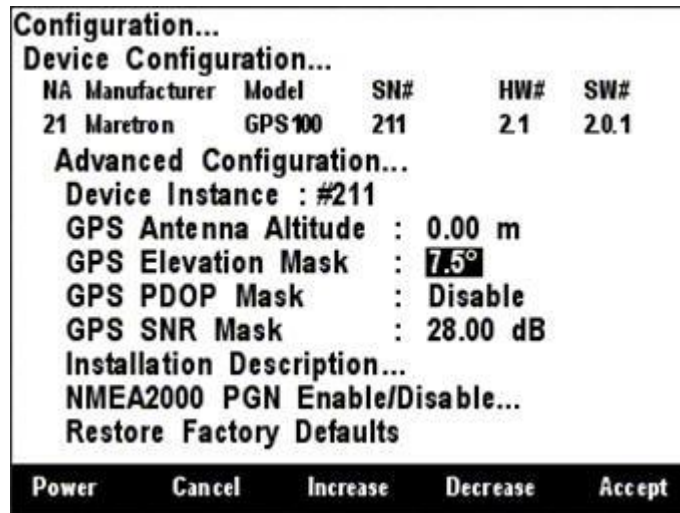 Configuration...
Device Configuration...
NA Manufacturer Model SN# HW# SW#
21 Maretron GPS100 211 2.1 2.0.1
Advanced Configuration...
Device Instance : #211
GPS Antenna Altitude : 0.00 m
GPS Elevation Mask : 7.5°
GPS PDOP Mask : Disable
GPS SNR Mask : 28.00 dB
Installation Description...
NMEA2000 PGN Enable/Disable...
Restore Factory Defaults
Power Cancel Increase Decrease Accept